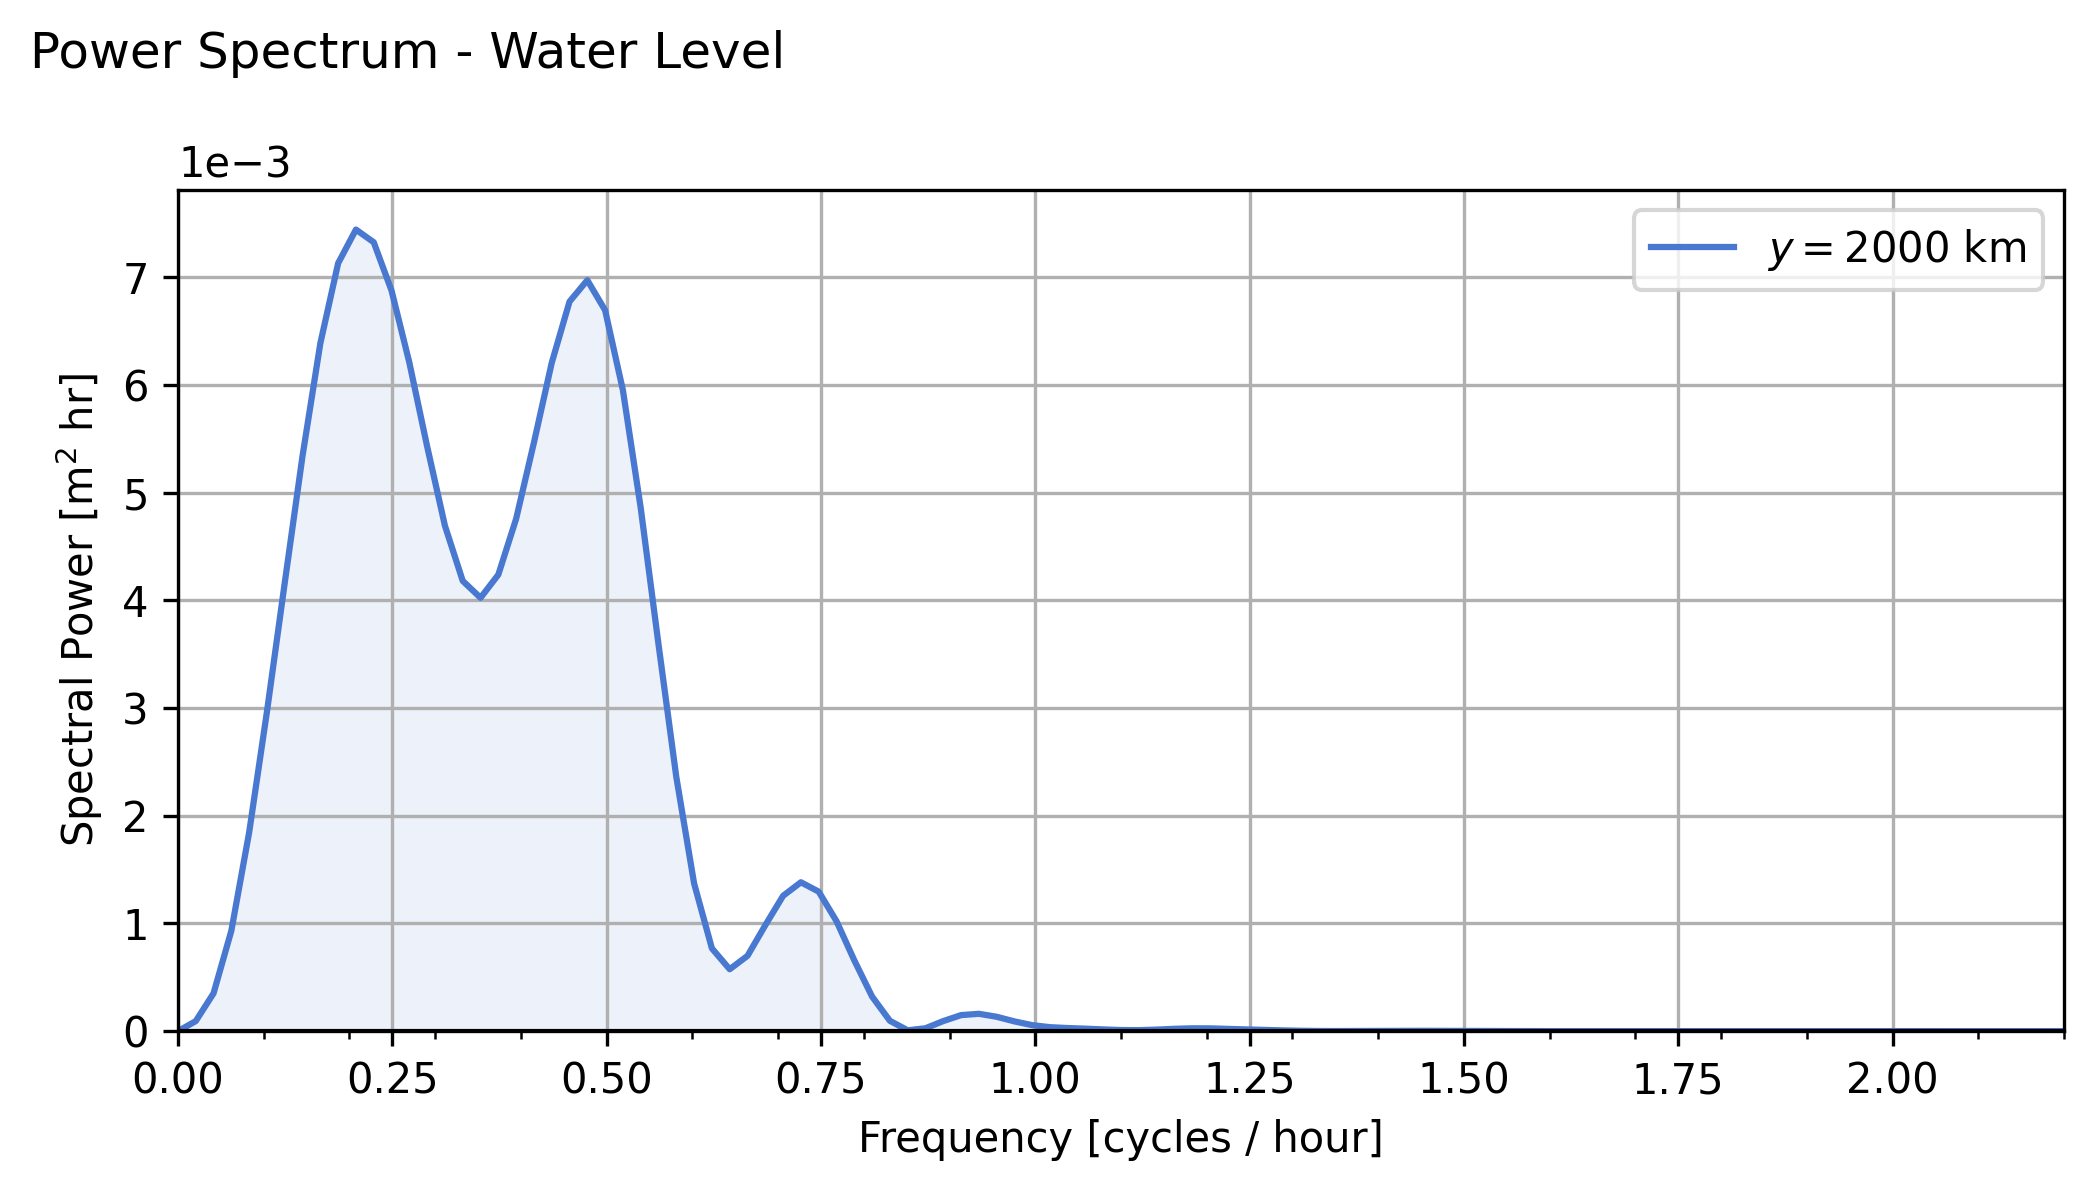 Power Spectrum - Water Level
1e−3
y = 2000 km
7
6
5
4
3
2
1
0
Spectral Power [m² hr]
0.00 0.25 0.50 0.75 1.00 1.25 1.50 1.75 2.00
Frequency [cycles / hour]